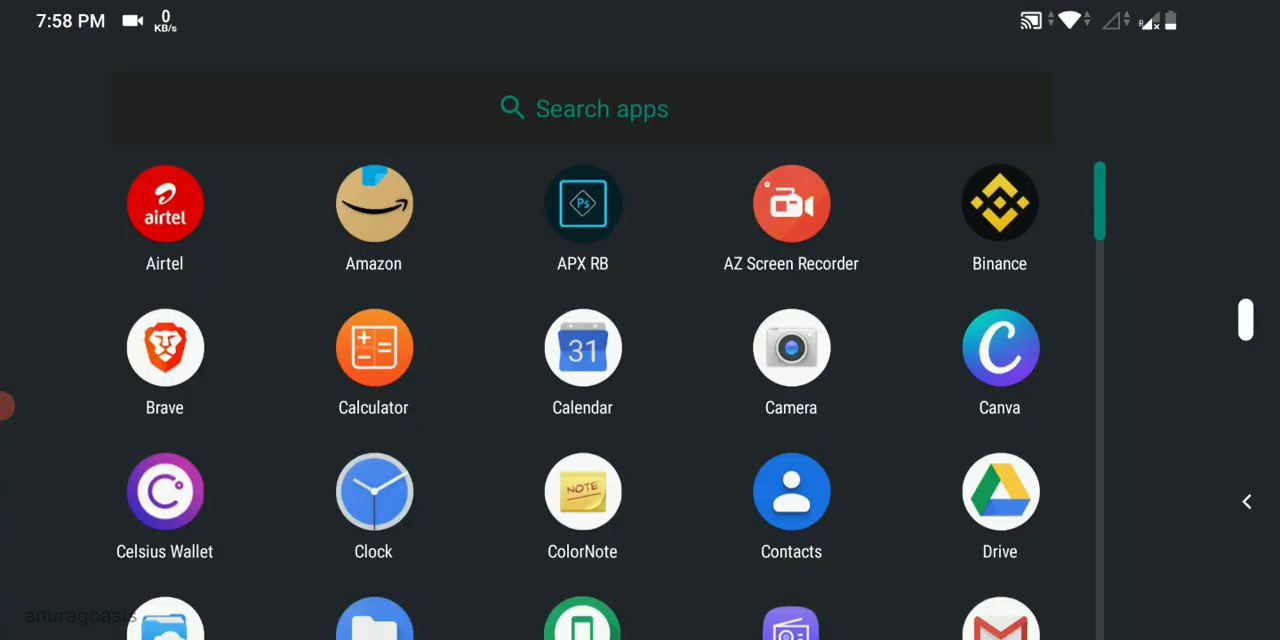 7:58 PM
0
KB/s
R
Search apps
airtel
Ps
Airtel
Amazon
APX RB
AZ Screen Recorder
Binance
31
C
Brave
Calculator
Calendar
Camera
Canva
NOTE
Celsius Wallet
Clock
ColorNote
Contacts
Drive
anuragoasis